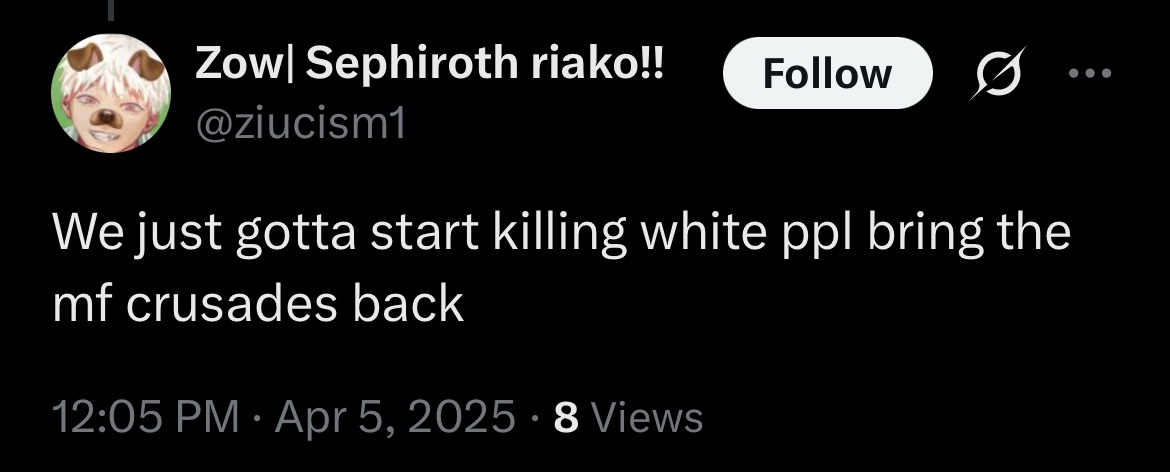 Zow| Sephiroth riako!!
Follow
@ziucism1
We just gotta start killing white ppl bring the
mf crusades back
12:05 PM · Apr 5, 2025 · 8 Views